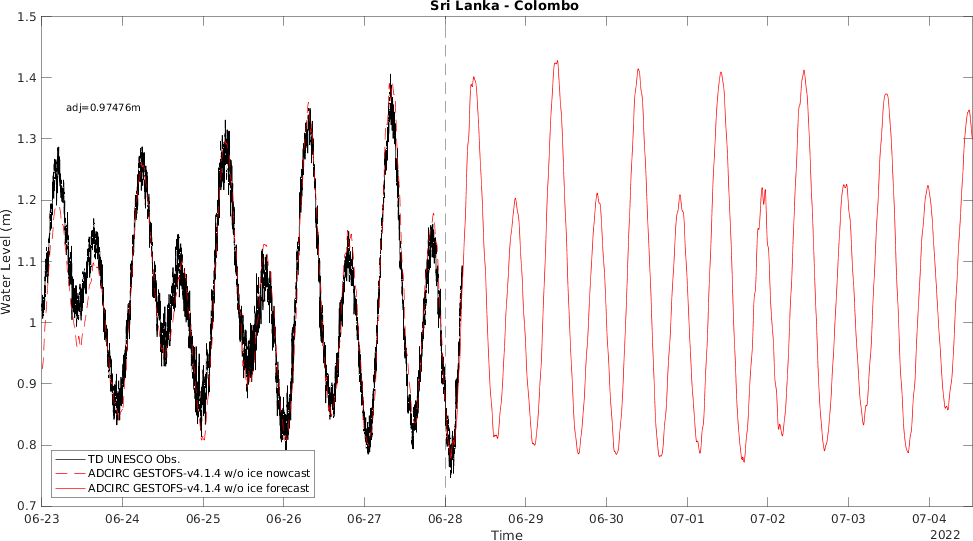 Sri Lanka - Colombo
1.5
1.4
1.3
1.2
1.1
1
0.9
0.8
0.7
Water Level (m)
adj=0.97476m
TD UNESCO Obs.
ADCIRC GESTOFS-v4.1.4 w/o ice nowcast
ADCIRC GESTOFS-v4.1.4 w/o ice forecast
06-23 06-24 06-25 06-26 06-27 06-28 06-29 06-30 07-01 07-02 07-03 07-04
Time
2022